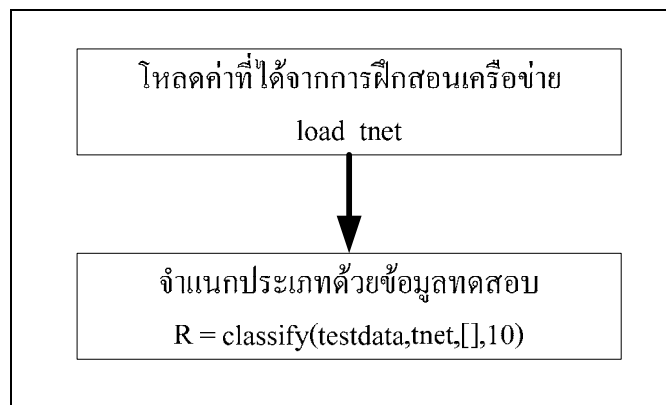 โหลดค่าที่ได้จากการฝึกสอนเครือข่าย
load tnet
จำแนกประเภทด้วยข้อมูลทดสอบ
R = classify(testdata,tnet,[],10)